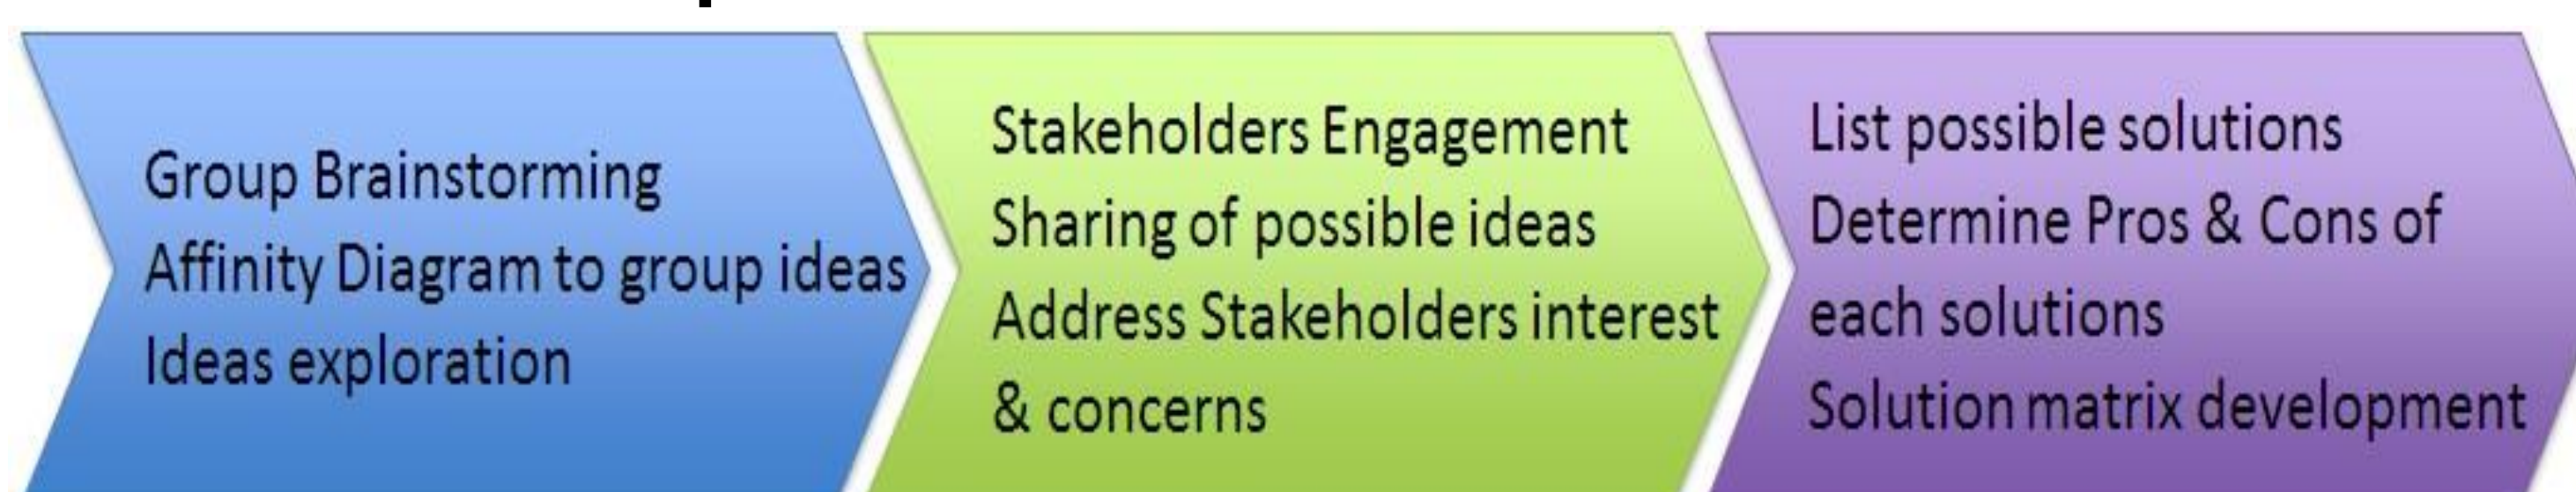 Group Brainstorming
Affinity Diagram to group ideas
Ideas exploration
Stakeholders Engagement
Sharing of possible ideas
Address Stakeholders interest
& concerns
List possible solutions
Determine Pros & Cons of
each solutions
Solution matrix development